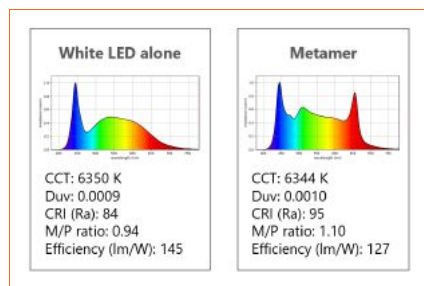 White LED alone
CCT: 6350 K
Duv: 0.0009
CRI (Ra): 84
M/P ratio: 0.94
Efficiency (lm/W): 145
Metamer
CCT: 6344 K
Duv: 0.0010
CRI (Ra): 95
M/P ratio: 1.10
Efficiency (lm/W): 127